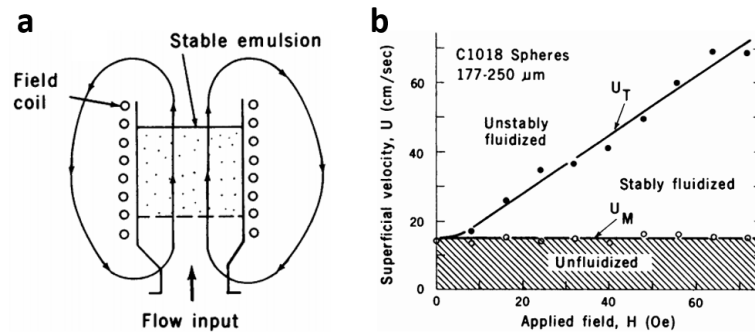 a
Stable emulsion
Field
coil
Flow input
b
C1018 Spheres
177-250 μm
U_T
Unstably
fluidized
Stably
fluidized
U_M
Unfluidized
Superficial velocity, U (cm/sec)
60
40
20
0
0 20 40 60
Applied field, H (Oe)